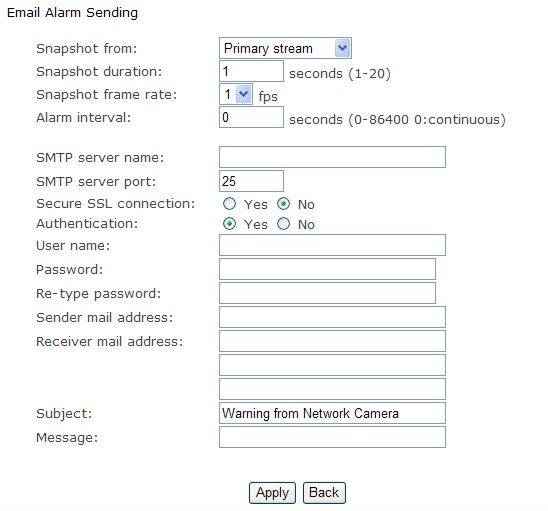 Email Alarm Sending
Snapshot from: Primary stream
Snapshot duration: 1 seconds (1-20)
Snapshot frame rate: 1 fps
Alarm interval: 0 seconds (0-86400 0:continuous)
SMTP server name:
SMTP server port: 25
Secure SSL connection: Yes No
Authentication: Yes No
User name:
Password:
Re-type password:
Sender mail address:
Receiver mail address:
Subject: Warning from Network Camera
Message:
Apply Back